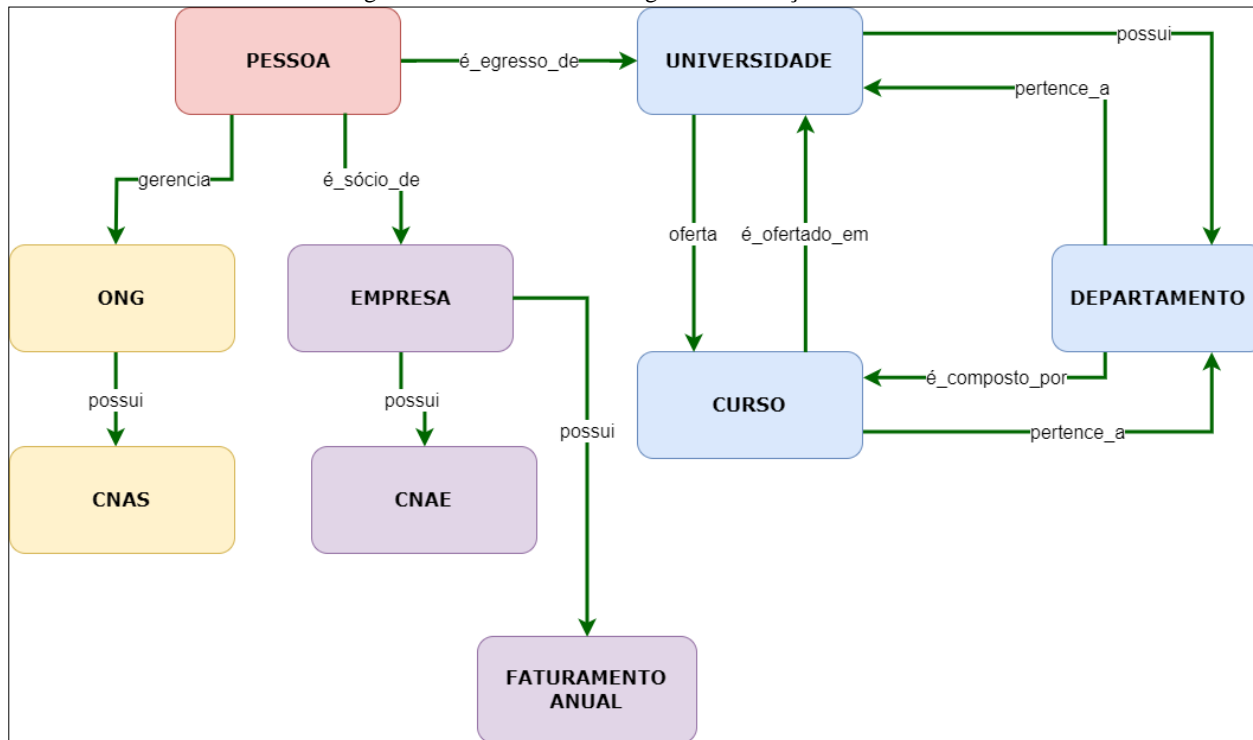 PESSOA
é_egresso_de
UNIVERSIDADE
possui
pertence_a
gerencia
é_sócio_de
oferta
é_ofertado_em
ONG
EMPRESA
DEPARTAMENTO
possui
possui
possui
é_composto_por
CURSO
pertence_a
CNAS
CNAE
FATURAMENTO
ANUAL